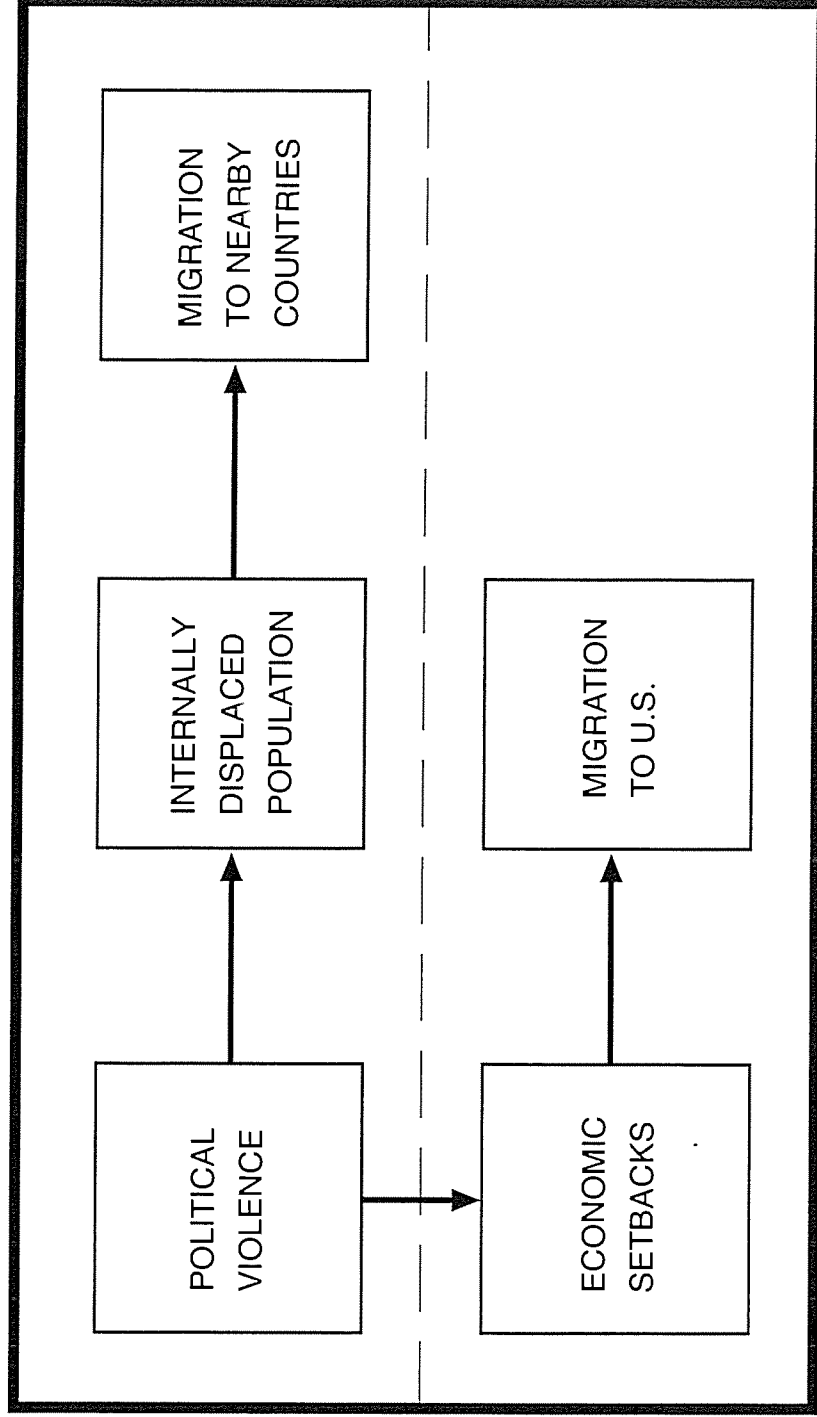 POLITICAL
VIOLENCE
INTERNALLY
DISPLACED
POPULATION
MIGRATION
TO NEARBY
COUNTRIES
ECONOMIC
SETBACKS
MIGRATION
TO U.S.